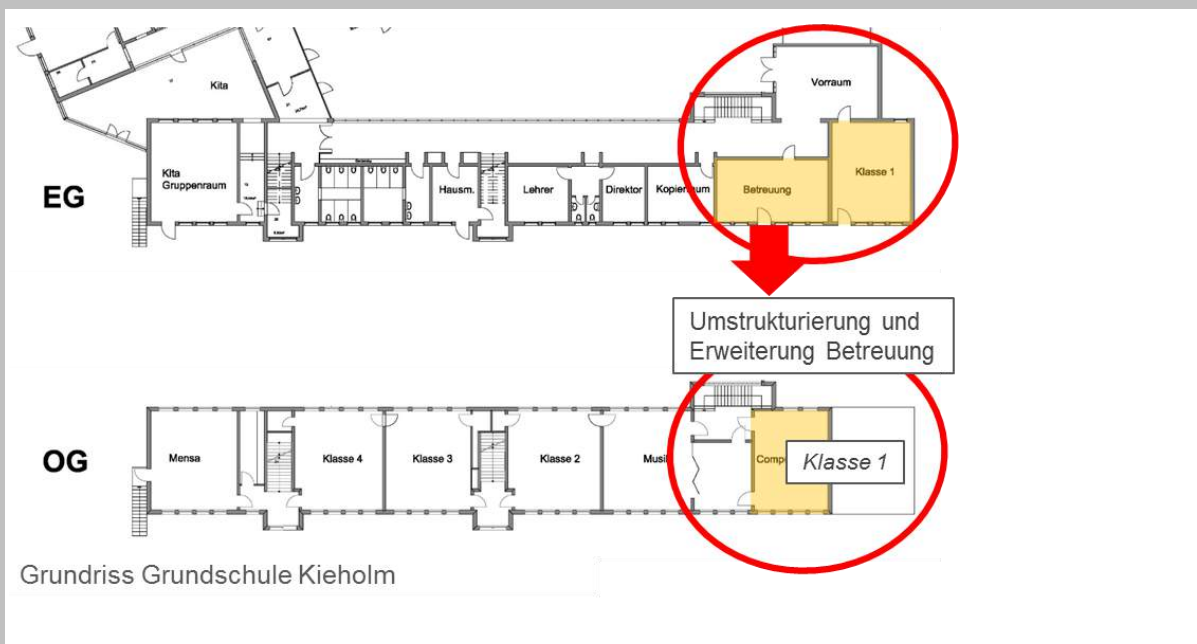 Vorraum
Kita
EG
Kita
Gruppenraum
Hausm.
Lehrer
Direktor
Kopierraum
Betreuung
Klasse 1
Umstrukturierung und
Erweiterung Betreuung
OG
Mensa
Klasse 4
Klasse 3
Klasse 2
Klasse 1
Grundriss Grundschule Kieholm